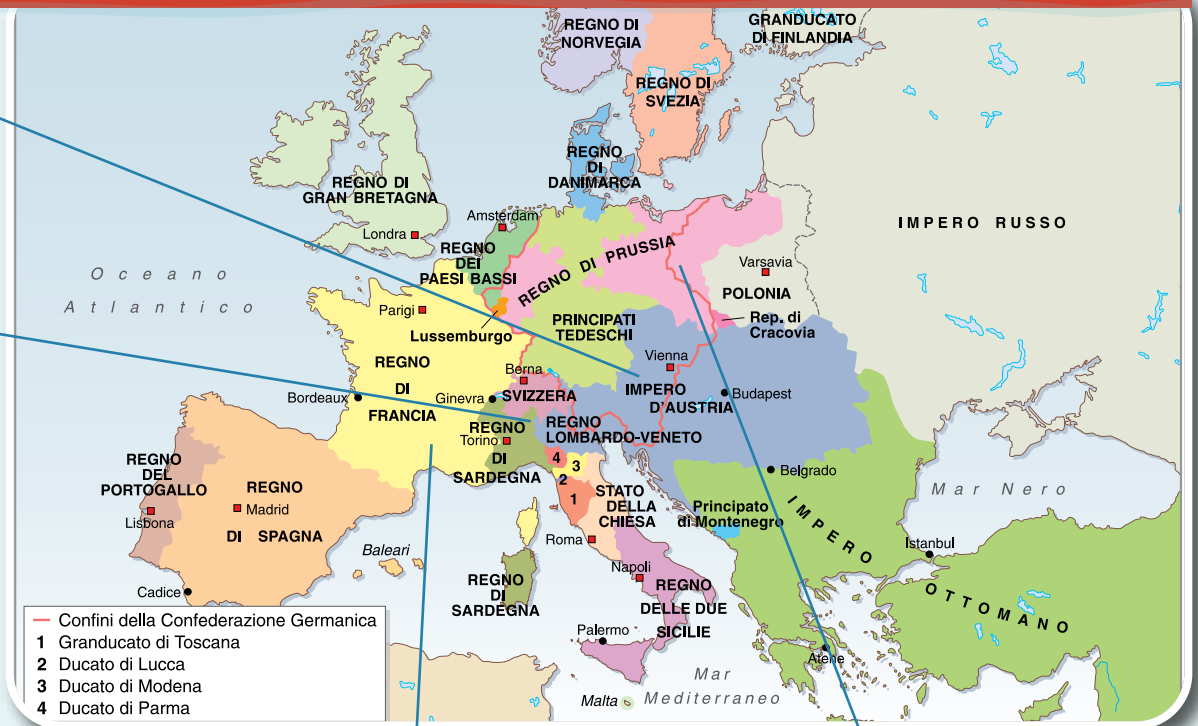 REGNO DI
NORVEGIA
GRANDUCATO
DI FINLANDIA
REGNO DI
SVEZIA
REGNO
DI
DANIMARCA
REGNO DI
GRAN BRETAGNA
Londra
Amsterdam
REGNO
DEI
PAESI BASSI
REGNO DI PRUSSIA
IMPERO RUSSO
Varsavia
POLONIA
Rep. di
Cracovia
Oceano
Atlantico
Parigi
Lussemburgo
PRINCIPATI
TEDESCHI
Vienna
IMPERO
D'AUSTRIA
Budapest
REGNO
DI
FRANCIA
Bordeaux
Berna
Ginevra
SVIZZERA
REGNO
Torino
DI
SARDEGNA
REGNO
LOMBARDO-VENETO
4
3
2
1
STATO
DELLA
CHIESA
Roma
Belgrado
Principato
di Montenegro
Mar Nero
IMPERO
OTTOMANO
Istanbul
Atene
REGNO
DEL
PORTOGALLO
Lisbona
REGNO
Madrid
DI SPAGNA
Cadice
Baleari
REGNO
DI
SARDEGNA
Napoli
REGNO
DELLE DUE
SICILIE
Palermo
Mar
Mediterraneo
Malta
Confini della Confederazione Germanica
1 Granducato di Toscana
2 Ducato di Lucca
3 Ducato di Modena
4 Ducato di Parma